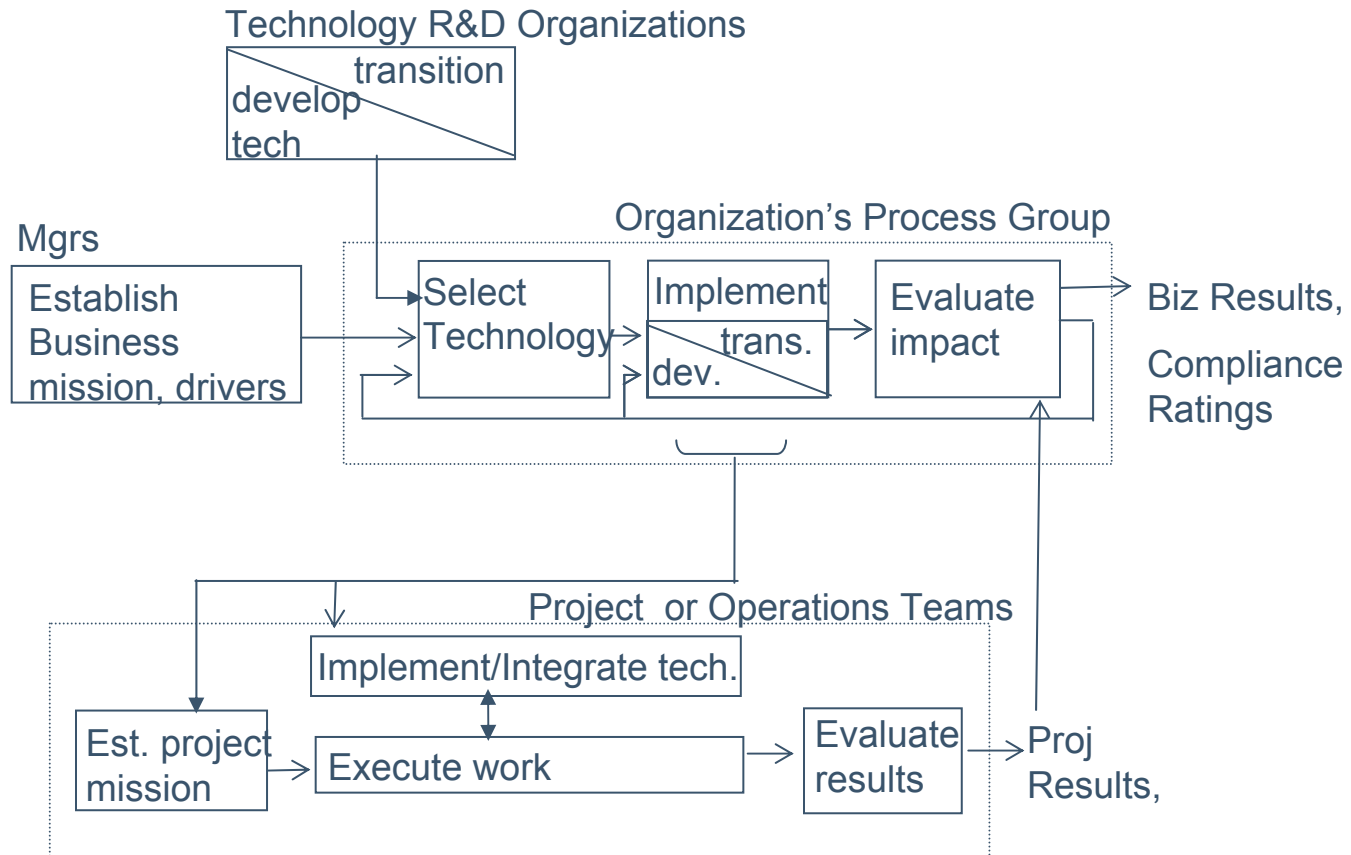 Technology R&D Organizations
transition
develop
tech
Organization’s Process Group
Mgrs
Establish
Business
mission, drivers
Select
Technology
Implement
trans.
dev.
Evaluate
impact
Biz Results,
Compliance
Ratings
Project or Operations Teams
Implement/Integrate tech.
Est. project
mission
Execute work
Evaluate
results
Proj
Results,